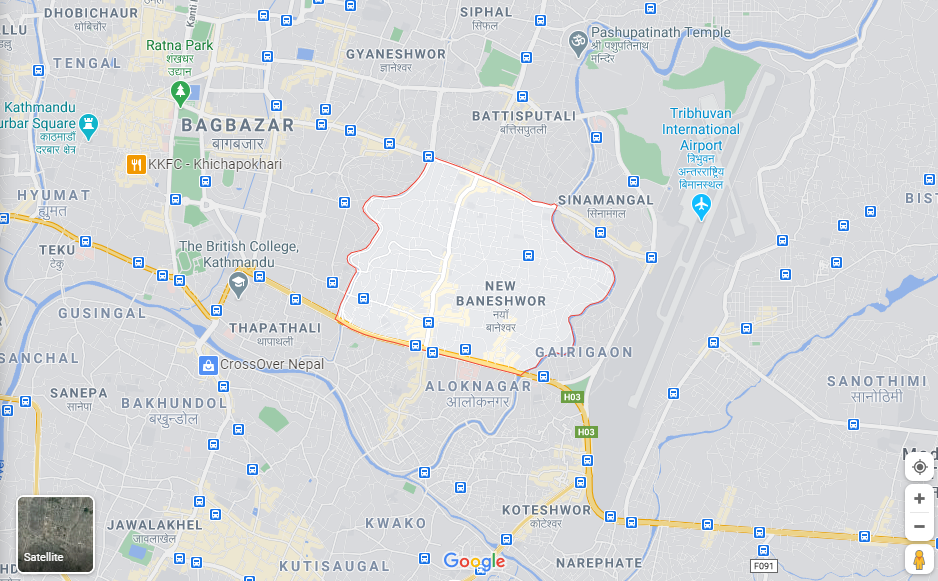 DHOBICHAUR
धोबिचौर
Kanti
SIPHAL
सिफल
Pashupatinath Temple
श्री पशुपतिनाथ
मन्दिर
Ratna Park
शंखधर
उद्यान
GYANESHWOR
ज्ञानेश्वर
TENGAL
Kathmandu
urbar Square
काठमाडौं
दरबार क्षेत्र
BAGBAZAR
बागबजार
BATTISPUTALI
बत्तिसपुतली
Tribhuvan
International
Airport
त्रिभुवन
अन्तर्राष्ट्रिय
विमानस्थल
KKFC - Khichapokhari
HYUMAT
ह्युमत
SINAMANGAL
सिनामंगल
BIST
TEKU
टेकु
The British College,
Kathmandu
NEW
BANESHWOR
नयाँ
बानेश्वर
GUSINGAL
THAPATHALI
थापाथली
GAIRIGAON
SANCHAL
CrossOver Nepal
ALOKNAGAR
आलोकनगर
SANEPA
सानेपा
BAKHUNDOL
बखुन्डोल
H03
H03
SANOTHIMI
सानोठिमी
JAWALAKHEL
जावलाखेल
KWAKO
KOTESHWOR
कोटेश्वर
Satellite
KUTISAUGAL
Google
NAREPHATE
F091